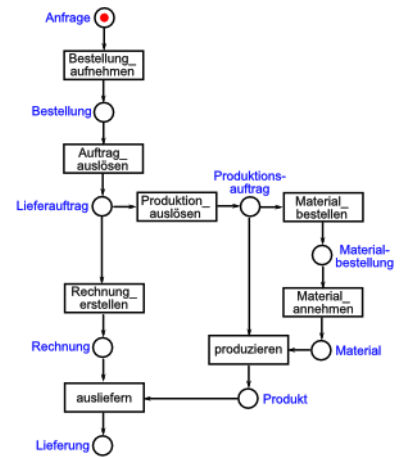 Anfrage
Bestellung_
aufnehmen
Bestellung
Auftrag_
auslösen
Lieferauftrag
Produktion_
auslösen
Produktions-
auftrag
Material_
bestellen
Material-
bestellung
Rechnung_
erstellen
Material_
annehmen
Rechnung
produzieren
Material
ausliefern
Produkt
Lieferung